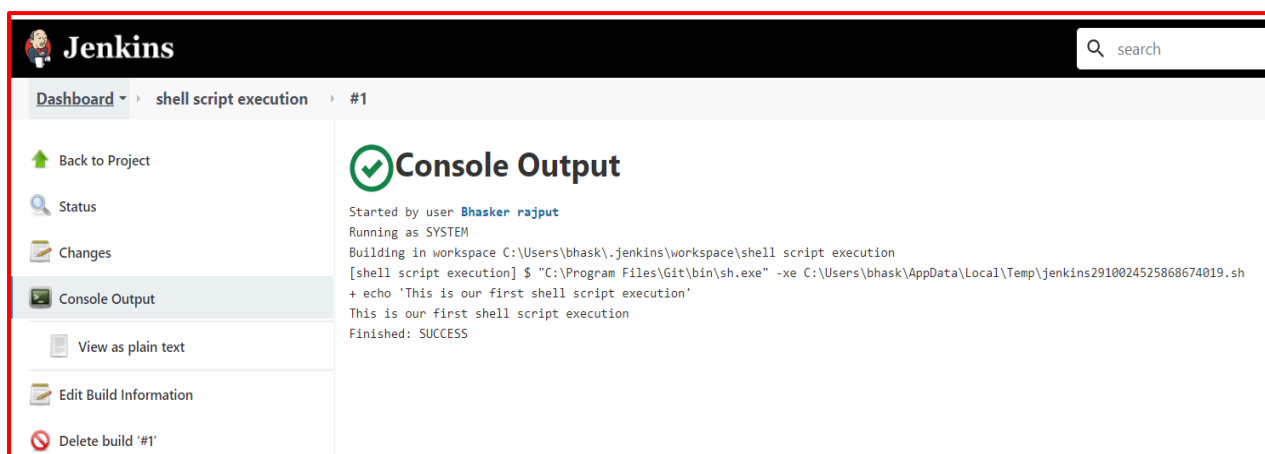 Jenkins
search
Dashboard shell script execution #1
Back to Project
Status
Changes
Console Output
View as plain text
Edit Build Information
Delete build ‘#1’
Console Output
Started by user Bhasker rajput
Running as SYSTEM
Building in workspace C:\Users\bhask\.jenkins\workspace\shell script execution
[shell script execution] $ "C:\Program Files\Git\bin\sh.exe" -xe C:\Users\bhask\AppData\Local\Temp\jenkins2910024525868674019.sh
+ echo 'This is our first shell script execution'
This is our first shell script execution
Finished: SUCCESS